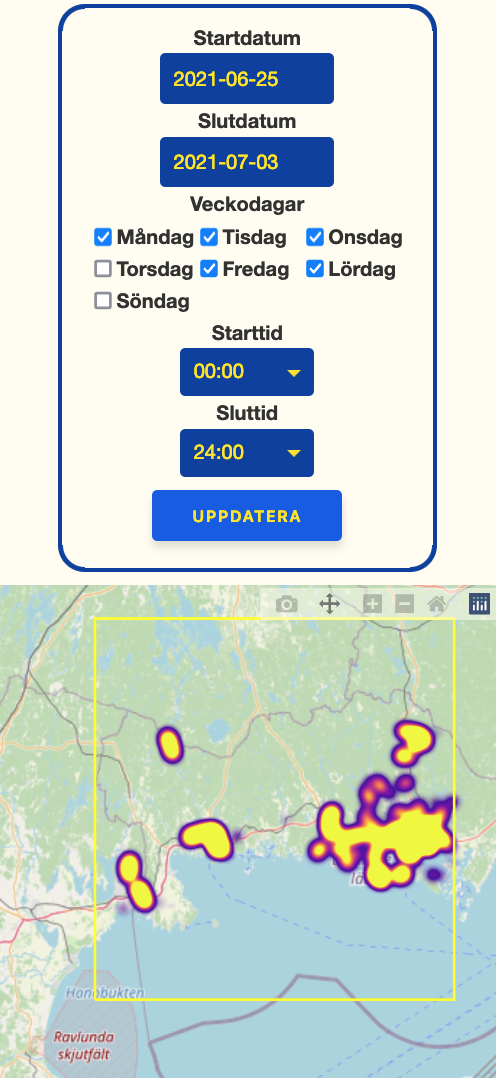 Startdatum
2021-06-25
Slutdatum
2021-07-03
Veckodagar
Måndag Tisdag Onsdag
Torsdag Fredag Lördag
Söndag
Starttid
00:00
Sluttid
24:00
UPPDATERA
Hanöbukten
Ravlunda
skjutfält